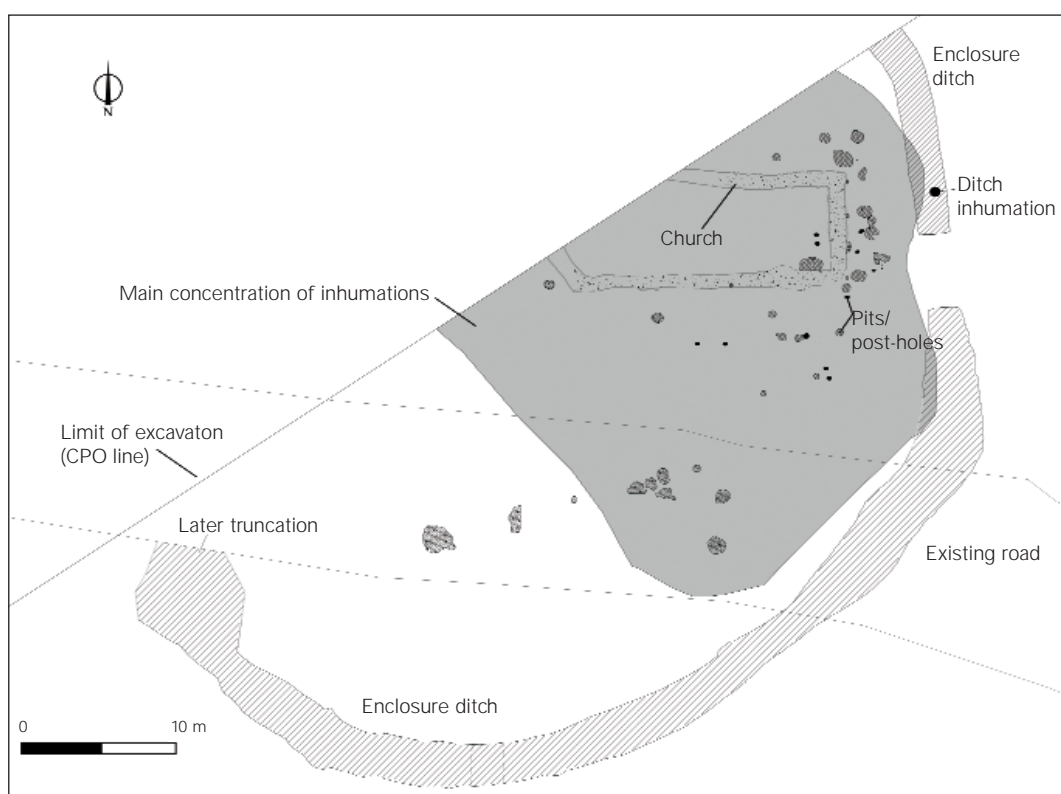 Enclosure
ditch
N
Ditch
inhumation
Church
Main concentration of inhumations
Pits/
post-holes
Limit of excavaton
(CPO line)
Later truncation
Existing road
Enclosure ditch
0 10 m